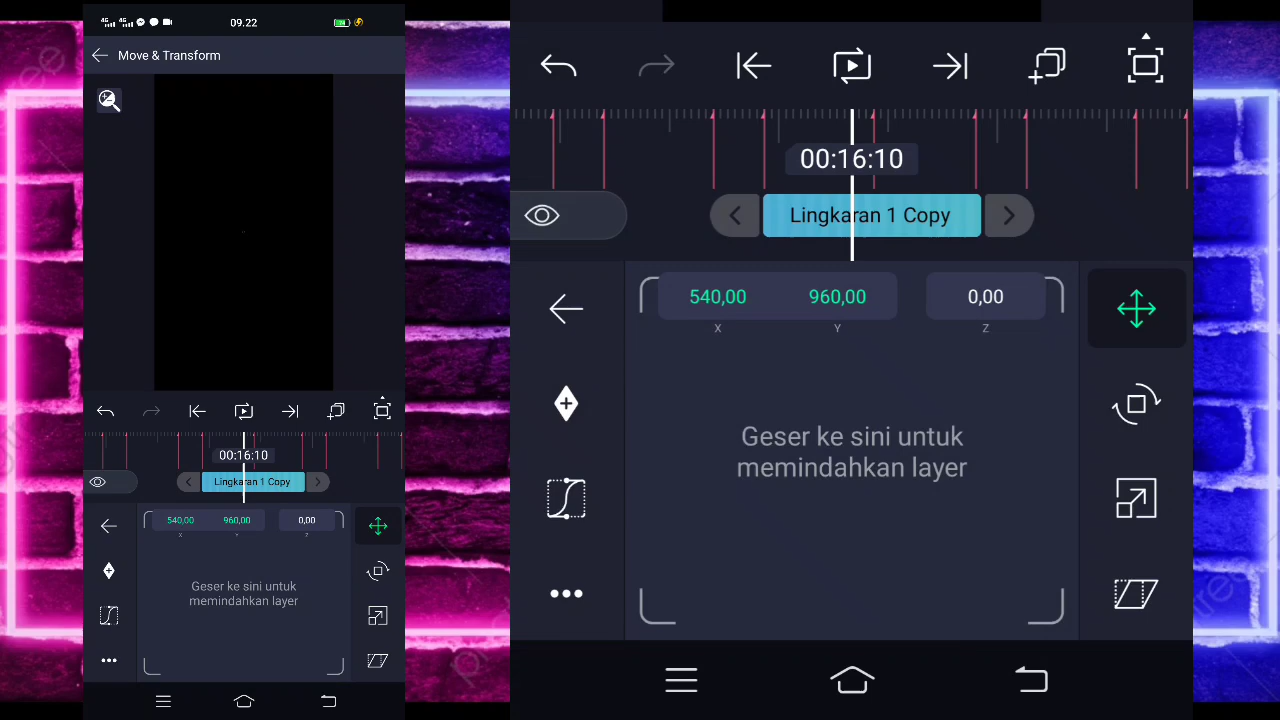 09.22
Move & Transform
00:16:10
Lingkaran 1 Copy
540,00 960,00 0,00
Geser ke sini untuk
memindahkan layer
00:16:10
Lingkaran 1 Copy
540,00 960,00 0,00
X Y Z
Geser ke sini untuk
memindahkan layer